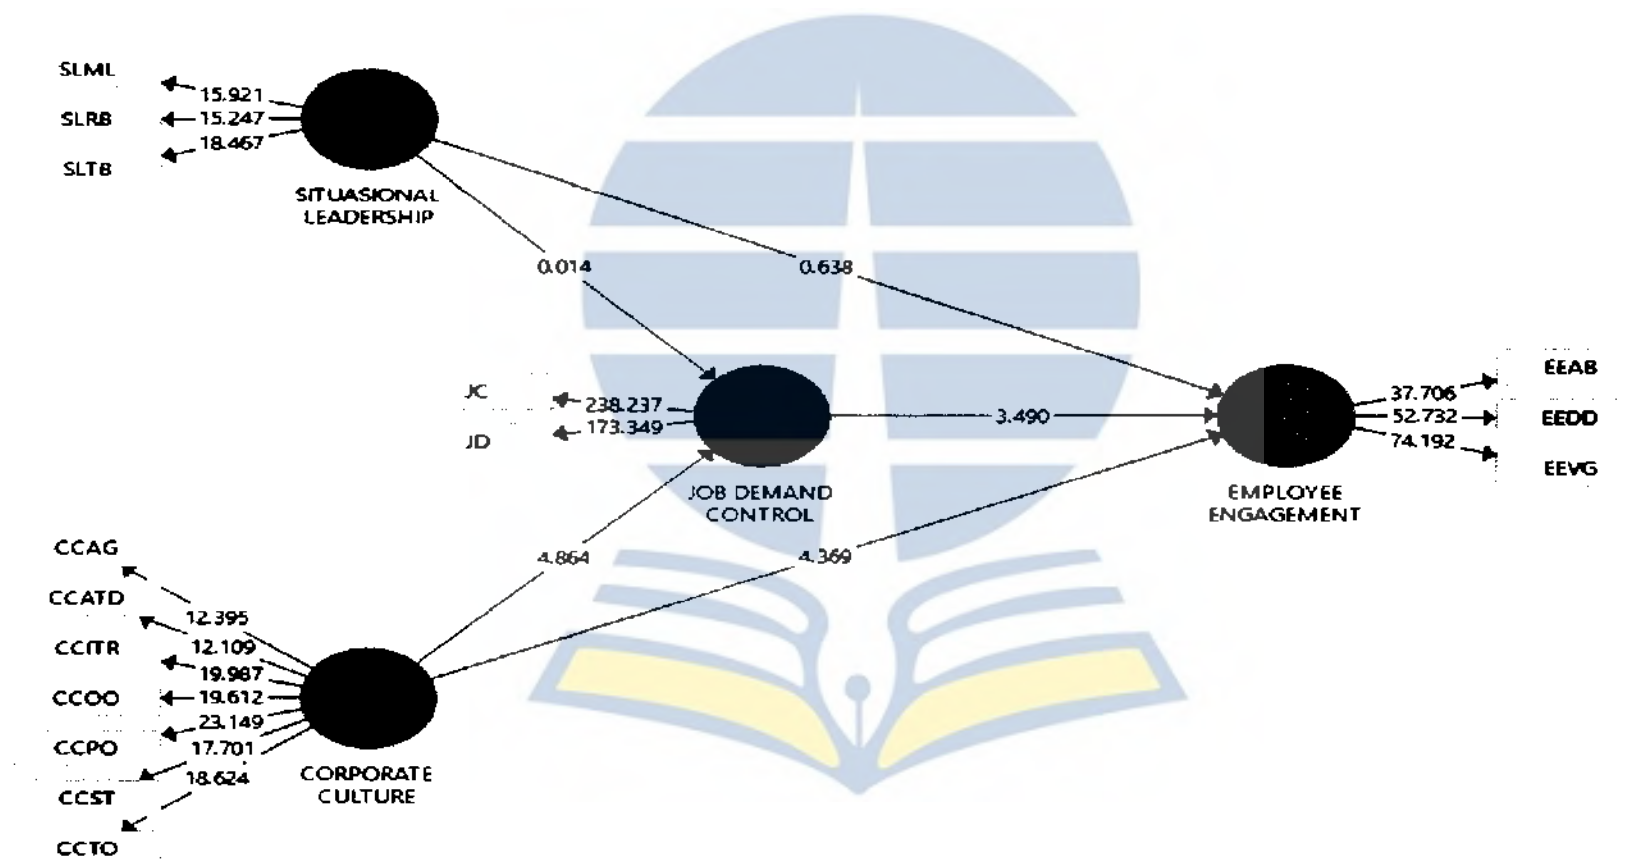 SLML
SLRB
SLTB
15.921
15.247
18.467
SITUASIONAL
LEADERSHIP
0.014
0.638
JC
JD
238.237
173.349
JOB DEMAND
CONTROL
3.490
37.706
52.732
74.192
EEAB
EEDD
EEVG
EMPLOYEE
ENGAGEMENT
4.864
4.369
CCAG
CCATD
CCITR
CCOO
CCPO
CCST
CCTO
12.395
12.109
19.987
19.612
23.149
17.701
18.624
CORPORATE
CULTURE